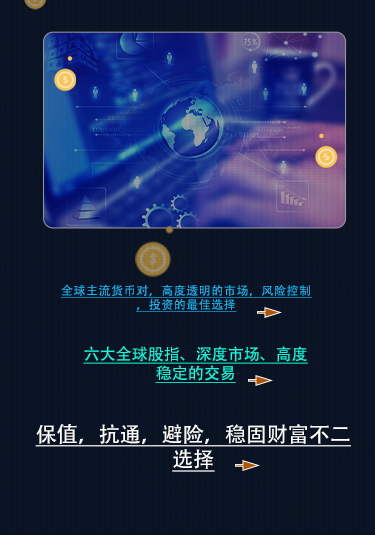 75%
全球主流货币对，高度透明的市场，风险控制
，投资的最佳选择
六大全球股指、深度市场、高度
稳定的交易
保值，抗通，避险，稳固财富不二
选择